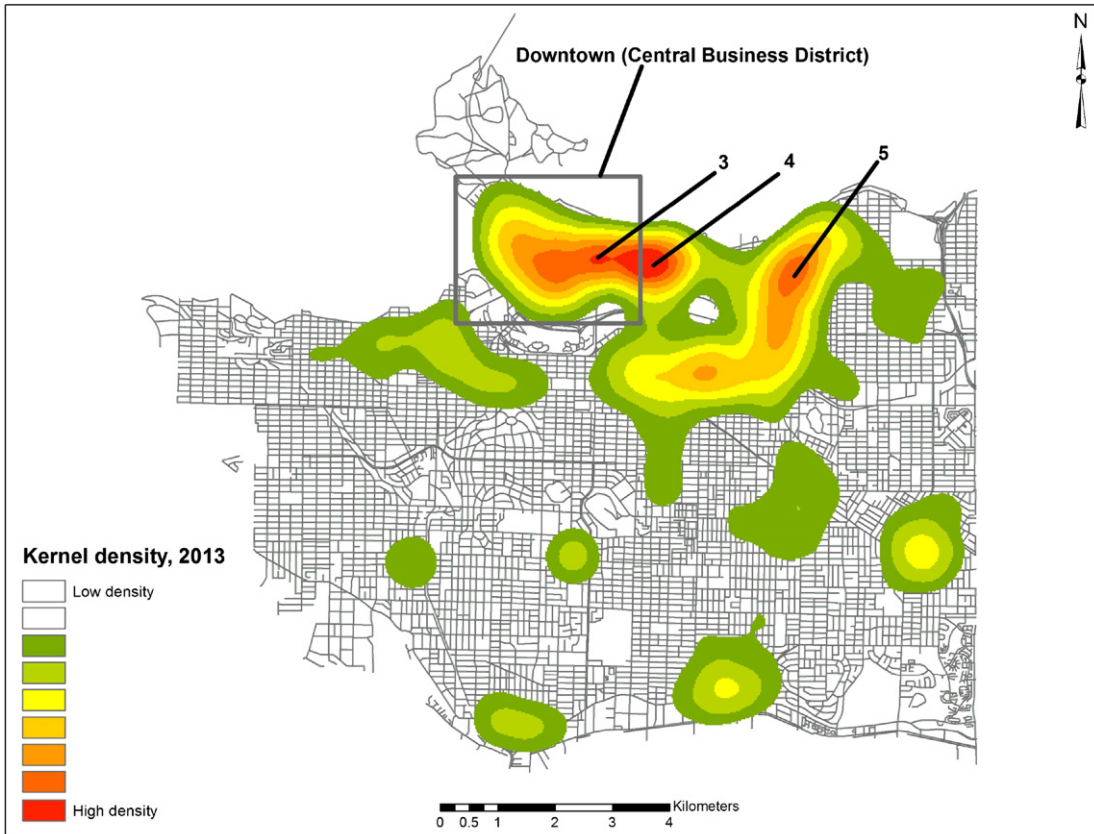 N
Downtown (Central Business District)
3
4
5
Kernel density, 2013
Low density
High density
Kilometers
0 0.5 1 2 3 4